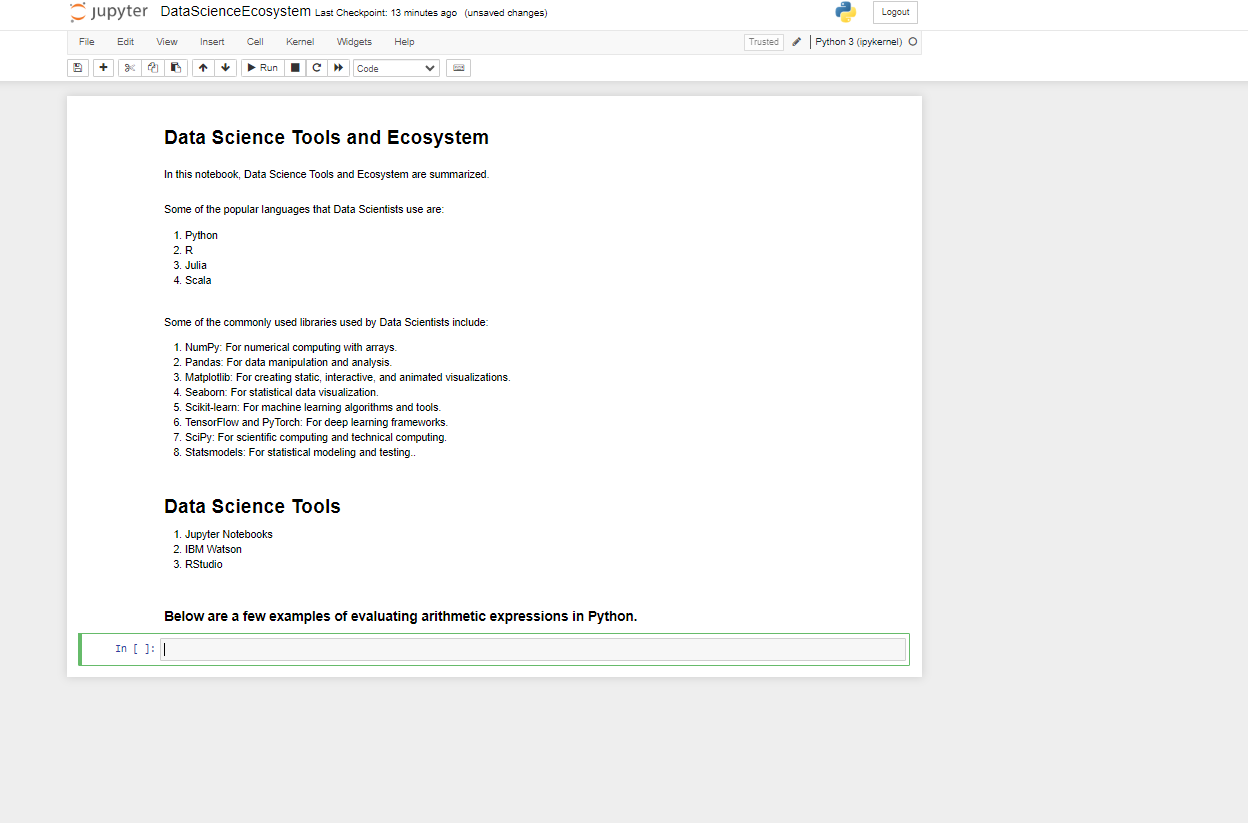 jupyter DataScienceEcosystem Last Checkpoint: 13 minutes ago (unsaved changes) Logout
File Edit View Insert Cell Kernel Widgets Help Trusted Python 3 (ipykernel)
Run Code
Data Science Tools and Ecosystem
In this notebook, Data Science Tools and Ecosystem are summarized.
Some of the popular languages that Data Scientists use are:
1. Python
2. R
3. Julia
4. Scala
Some of the commonly used libraries used by Data Scientists include:
1. NumPy: For numerical computing with arrays.
2. Pandas: For data manipulation and analysis.
3. Matplotlib: For creating static, interactive, and animated visualizations.
4. Seaborn: For statistical data visualization.
5. Scikit-learn: For machine learning algorithms and tools.
6. TensorFlow and PyTorch: For deep learning frameworks.
7. SciPy: For scientific computing and technical computing.
8. Statsmodels: For statistical modeling and testing..
Data Science Tools
1. Jupyter Notebooks
2. IBM Watson
3. RStudio
Below are a few examples of evaluating arithmetic expressions in Python.
In [ ]: